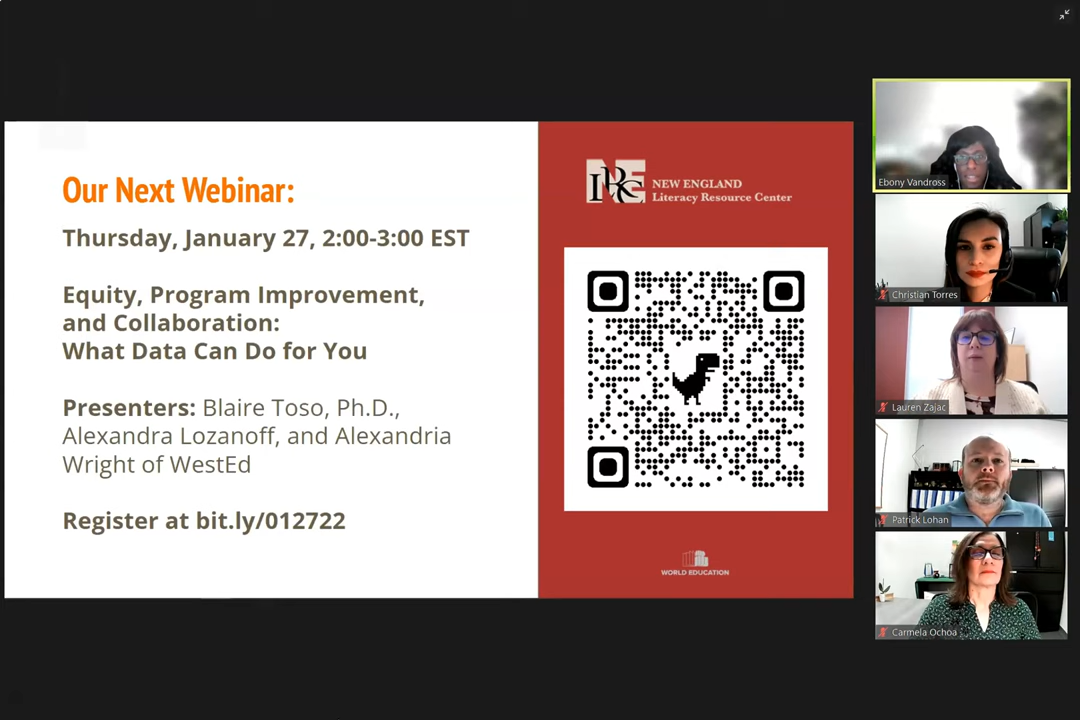 Our Next Webinar:
Thursday, January 27, 2:00-3:00 EST
Equity, Program Improvement,
and Collaboration:
What Data Can Do for You
Presenters: Blaire Toso, Ph.D.,
Alexandra Lozanoff, and Alexandria
Wright of WestEd
Register at bit.ly/012722
NE
LRC
NEW ENGLAND
Literacy Resource Center
WORLD EDUCATION
Ebony Vandross
Christian Torres
Lauren Zajac
Patrick Lohan
Carmela Ochoa